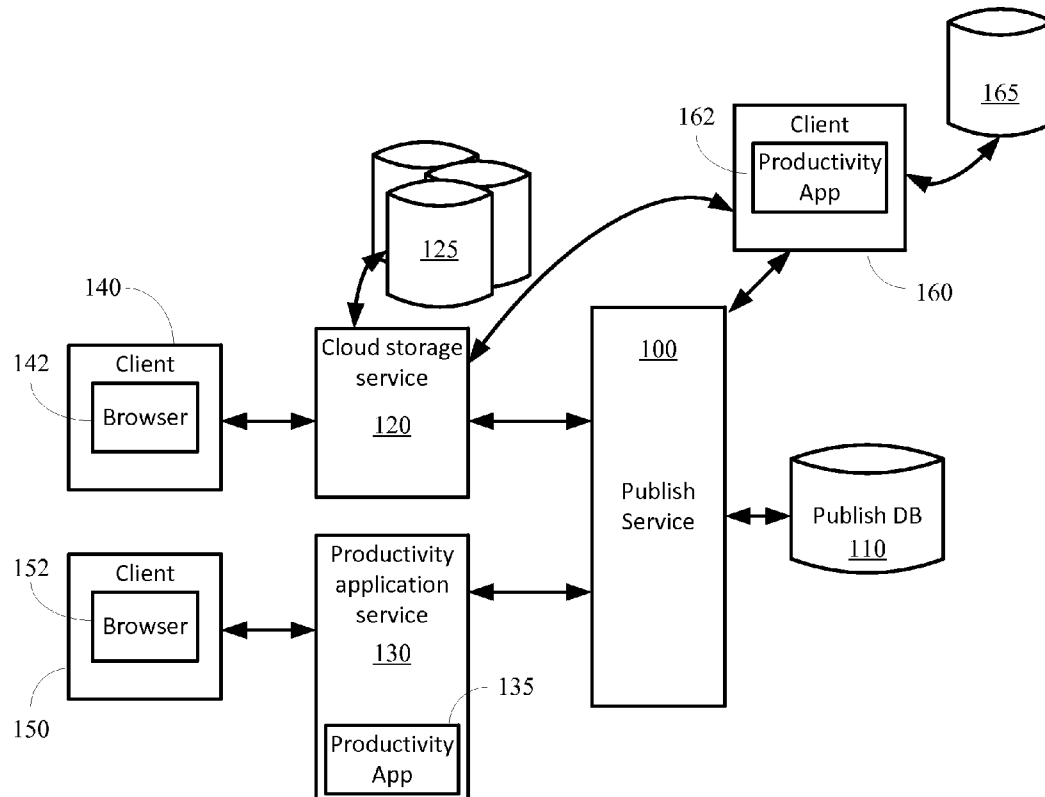 165
162
Client
Productivity
App
160
125
140
Client
142
Browser
Cloud storage
service
120
100
Publish
Service
Publish DB
110
152
Client
Browser
150
Productivity
application
service
130
135
Productivity
App